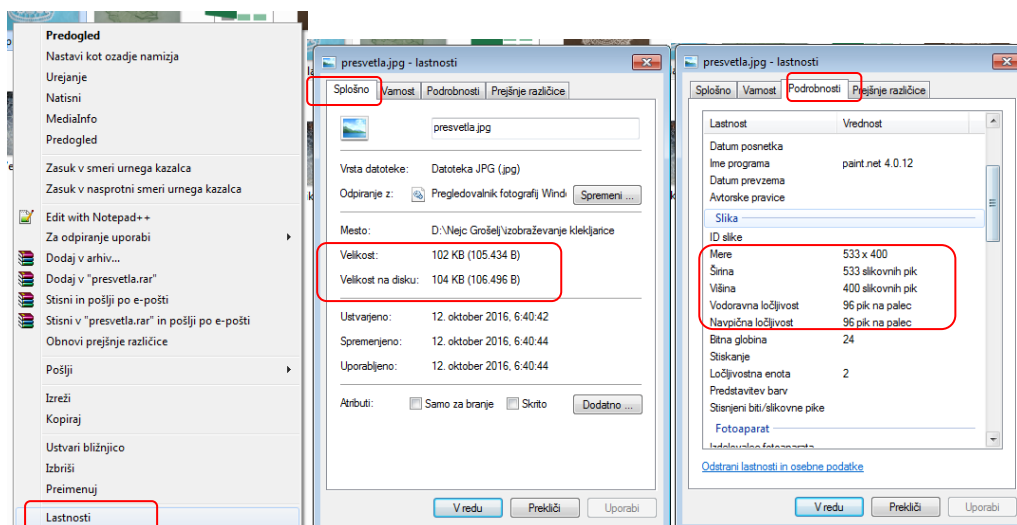 Predogled
Nastavi kot ozadje namizja
Urejanje
Natisni
MediaInfo
Predogled
Zasuk v smeri urnega kazalca
Zasuk v nasprotni smeri urnega kazalca
Edit with Notepad++
Za odpiranje uporabi
Dodaj v arhiv...
Dodaj v "presvetla.rar"
Stisni in pošlji po e-pošti
Stisni v "presvetla.rar" in pošlji po e-pošti
Obnovi prejšnje različice
Pošlji
Izreži
Kopiraj
Ustvari bližnjico
Izbriši
Preimenuj
Lastnosti
presvetla.jpg - lastnosti
Splošno Varnost Podrobnosti Prejšnje različice
presvetla.jpg
Vrsta datoteke: Datoteka JPG (.jpg)
Odpiranje z: Pregledovalnik fotografij Wind Spremeni ...
Mesto: D:\Nejc Grošelj\izobraževanje klekljarice
Velikost: 102 KB (105.434 B)
Velikost na disku: 104 KB (106.496 B)
Ustvarjeno: 12. oktober 2016, 6:40:42
Spremenjeno: 12. oktober 2016, 6:40:44
Uporabljeno: 12. oktober 2016, 6:40:44
Atributi: Samo za branje Skrito Dodatno ...
V redu Prekliči Uporabi
presvetla.jpg - lastnosti
Splošno Varnost Podrobnosti Prejšnje različice
Lastnost Vrednost
Datum posnetka
Ime programa paint.net 4.0.12
Datum prevzema
Avtorske pravice
Slika
ID slike
Mere 533 x 400
Širina 533 slikovnih pik
Višina 400 slikovnih pik
Vodoravna ločljivost 96 pik na palec
Navpična ločljivost 96 pik na palec
Bitna globina 24
Stiskanje
Ločljivostna enota 2
Predstavitev barv
Stisnjeni biti/slikovne pike
Fotoaparat
Izdelovalec fotoaparata
Odstrani lastnosti in osebne podatke
V redu Prekliči Uporabi